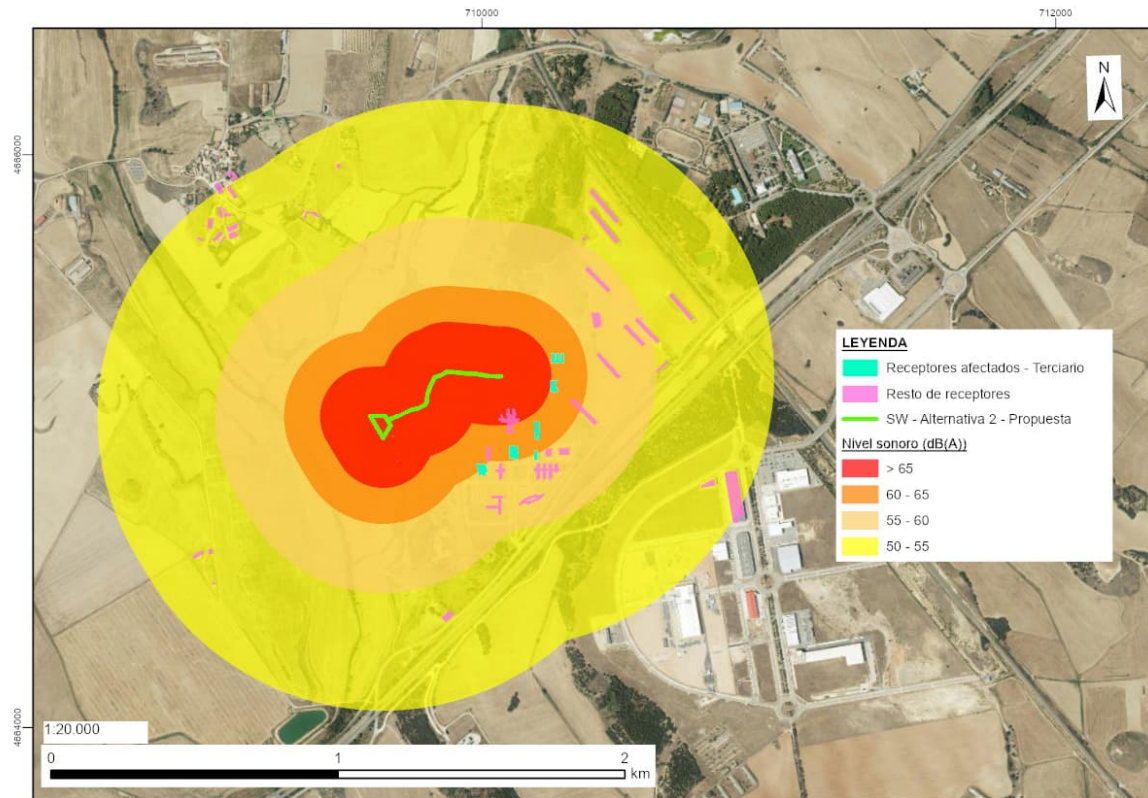 710000
712000
4666000
N
LEYENDA
Receptores afectados - Terciario
Resto de receptores
SW - Alternativa 2 - Propuesta
Nivel sonoro (dB(A))
> 65
60 - 65
55 - 60
50 - 55
4664000
1:20.000
0 1 2
km